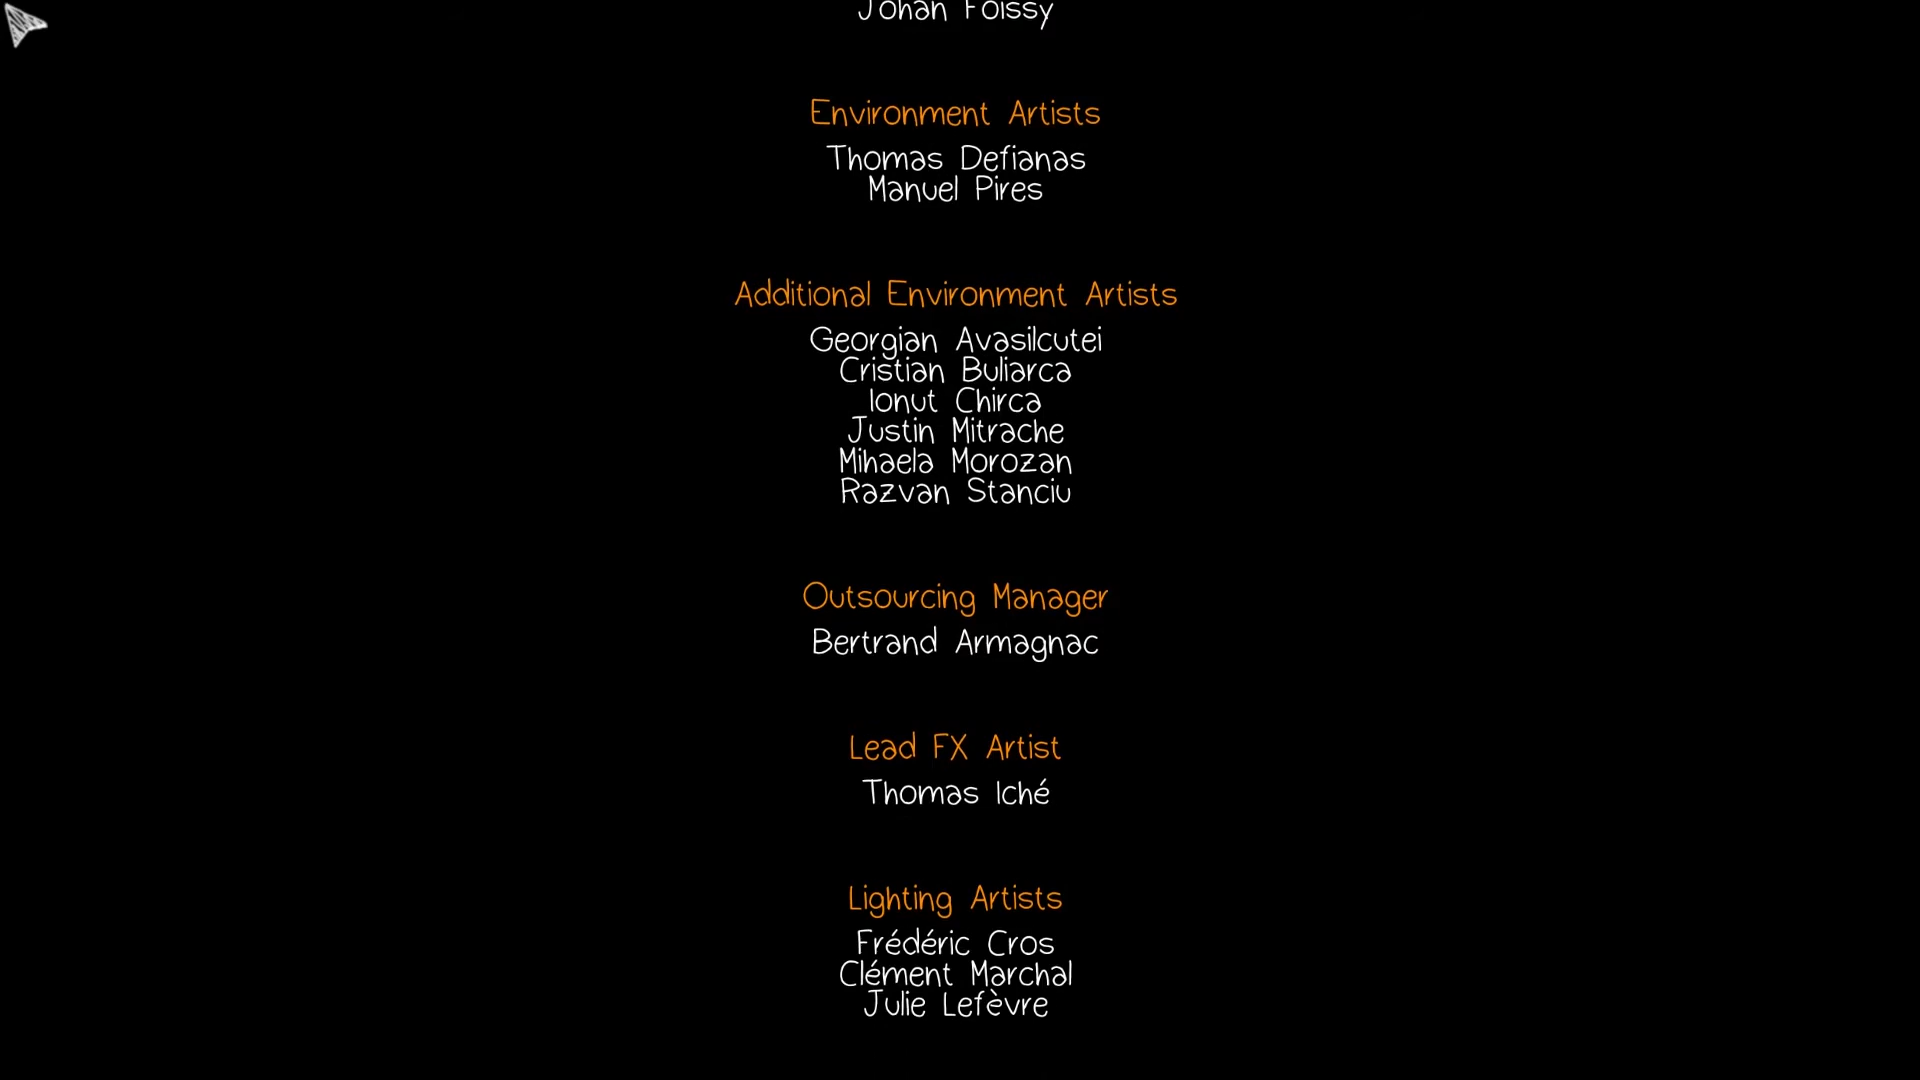 Johan Foissy
Environment Artists
Thomas Defianas
Manuel Pires
Additional Environment Artists
Georgian Avasilcutei
Cristian Buliarca
Ionut Chirca
Justin Mitrache
Mihaela Morozan
Razvan Stanciu
Outsourcing Manager
Bertrand Armagnac
Lead FX Artist
Thomas Iché
Lighting Artists
Frédéric Cros
Clément Marchal
Julie Lefèvre